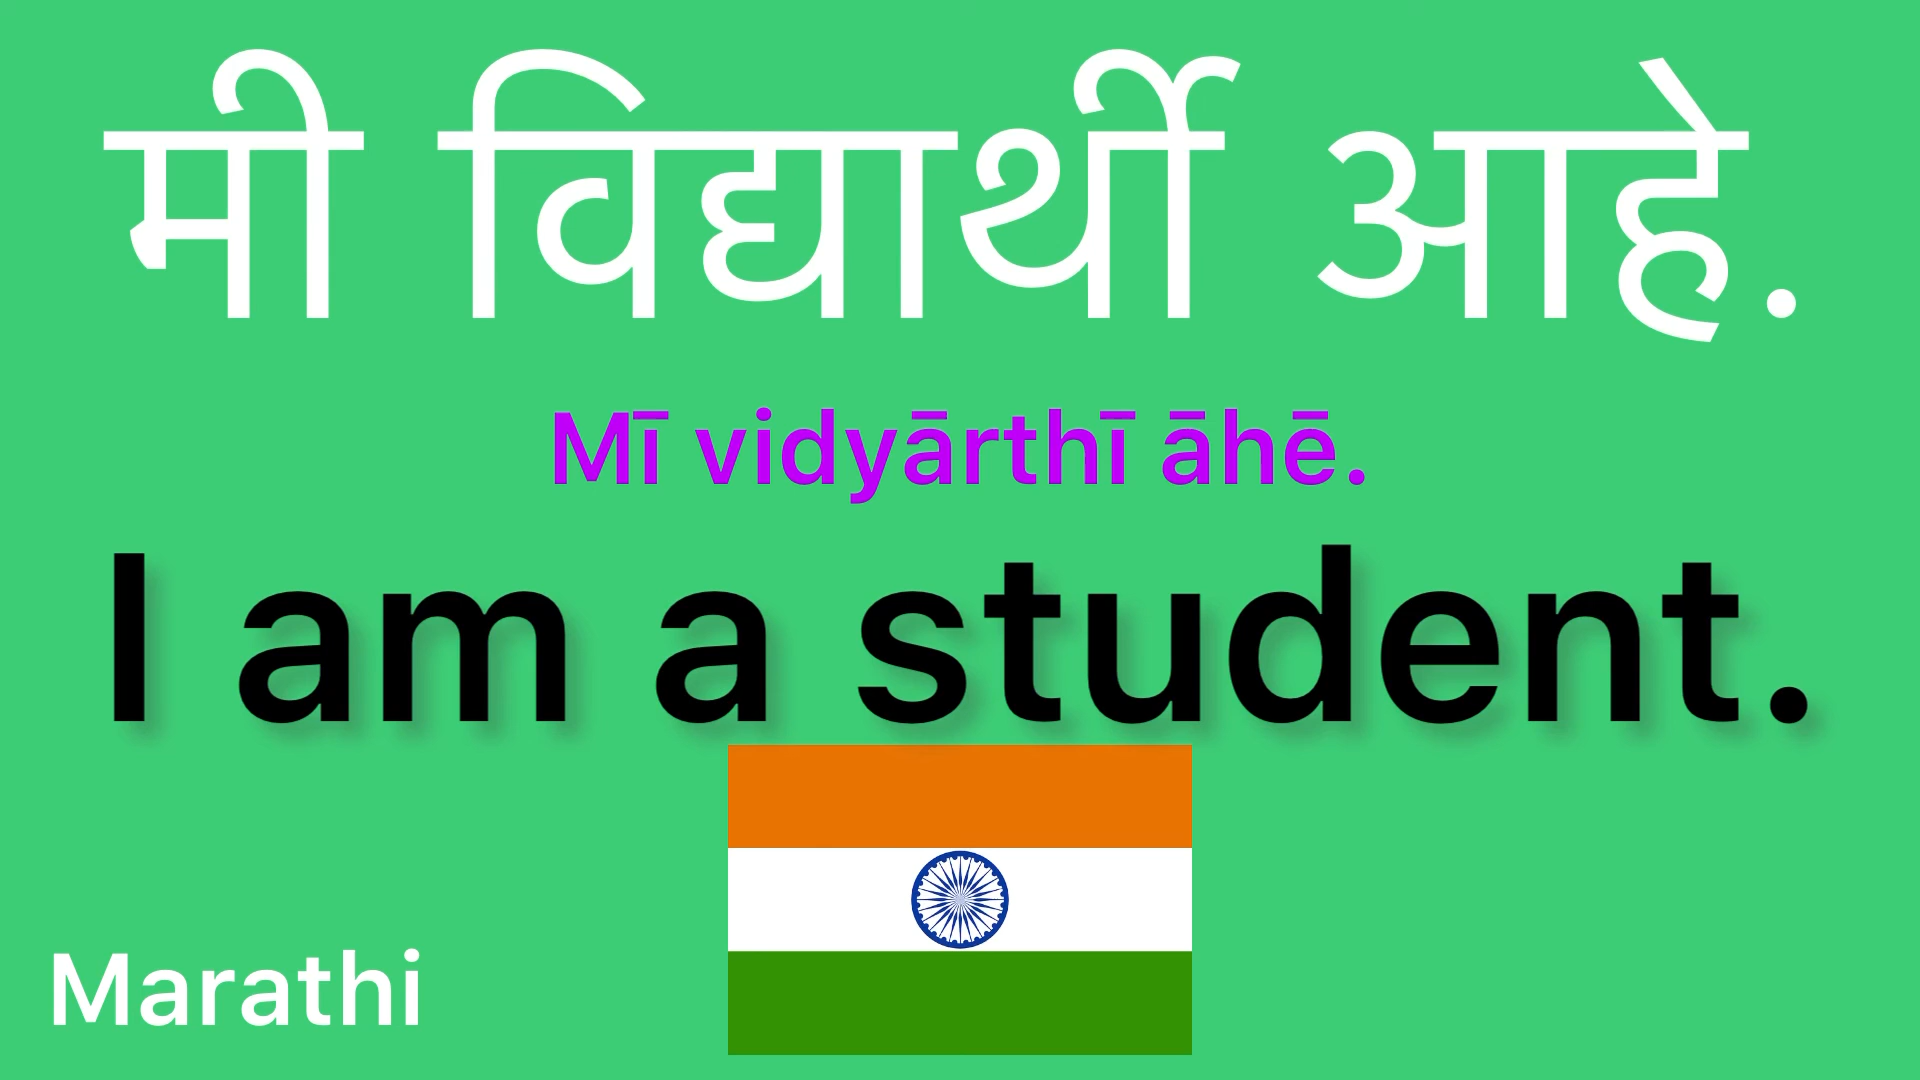 मी विद्यार्थी आहे.
Mī vidyārthī āhē.
I am a student.
Marathi